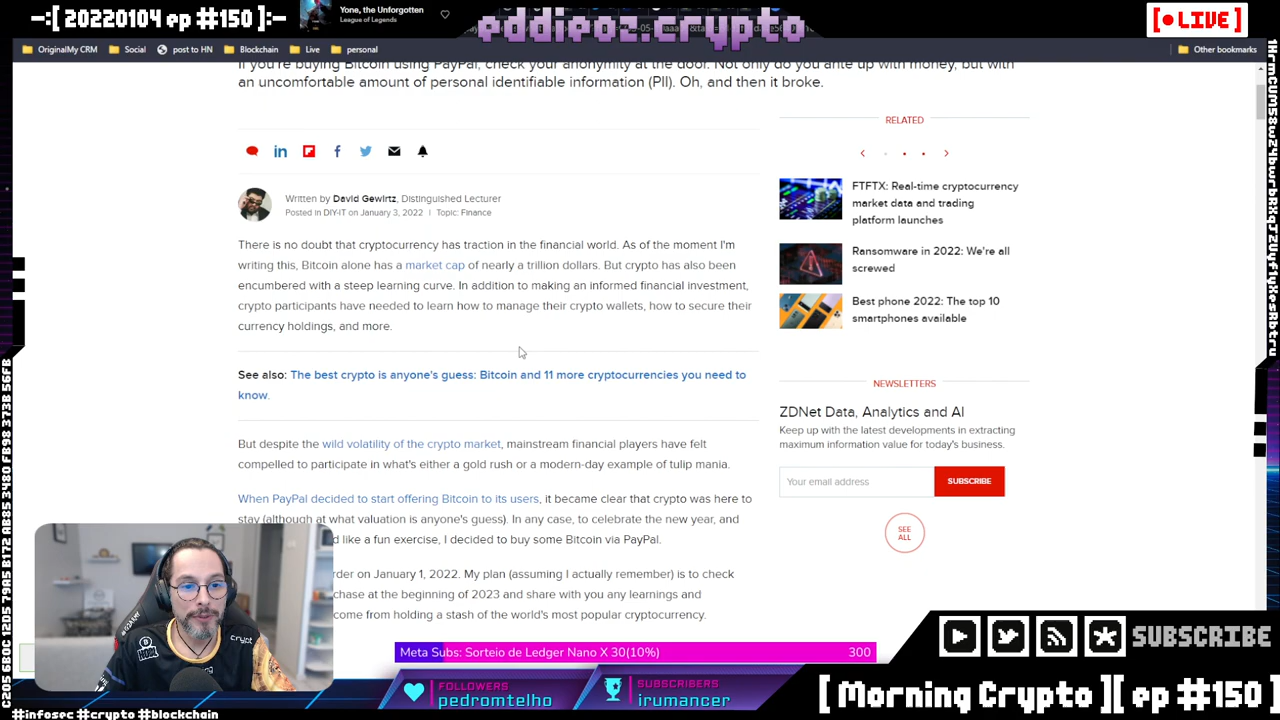 -:[ 20220104 ep #150 ]:-
Yone, the Unforgotten
League of Legends
eddieoz.crypto
[ LIVE ]
OriginalMy CRM
Social
post to HN
Blockchain
Live
personal
Other bookmarks
If you're buying Bitcoin using PayPal, check your anonymity at the door. Not only do you ante up with money, but with
an uncomfortable amount of personal identifiable information (PII). Oh, and then it broke.
Written by David Gewirtz, Distinguished Lecturer
Posted in DIY-IT on January 3, 2022 | Topic: Finance
There is no doubt that cryptocurrency has traction in the financial world. As of the moment I'm
writing this, Bitcoin alone has a market cap of nearly a trillion dollars. But crypto has also been
encumbered with a steep learning curve. In addition to making an informed financial investment,
crypto participants have needed to learn how to manage their crypto wallets, how to secure their
currency holdings, and more.
See also: The best crypto is anyone's guess: Bitcoin and 11 more cryptocurrencies you need to
know.
But despite the wild volatility of the crypto market, mainstream financial players have felt
compelled to participate in what's either a gold rush or a modern-day example of tulip mania.
When PayPal decided to start offering Bitcoin to its users, it became clear that crypto was here to
stay (although at what valuation is anyone's guess). In any case, to celebrate the new year, and
like a fun exercise, I decided to buy some Bitcoin via PayPal.
on January 1, 2022. My plan (assuming I actually remember) is to check
at the beginning of 2023 and share with you any learnings and
from holding a stash of the world's most popular cryptocurrency.
RELATED
FTFTX: Real-time cryptocurrency
market data and trading
platform launches
Ransomware in 2022: We're all
screwed
Best phone 2022: The top 10
smartphones available
NEWSLETTERS
ZDNet Data, Analytics and AI
Keep up with the latest developments in extracting
maximum information value for today's business.
Your email address
SUBSCRIBE
SEE
ALL
Meta Subs: Sorteio de Ledger Nano X 30(10%)
300
FOLLOWERS
pedromtelho
SUBSCRIBERS
irumancer
SUBSCRIBE
[ Morning Crypto ][ ep #150 ]
#infosec #crypto #blockchain